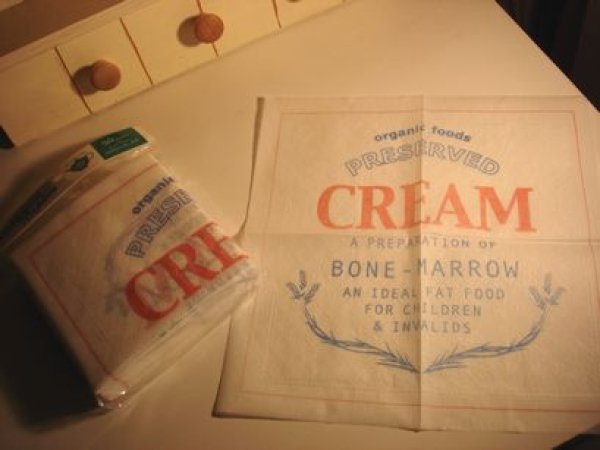 organic foods
PRESERVED
CREAM
A PREPARATION OF
BONE-MARROW
AN IDEAL FAT FOOD
FOR CHILDREN
& INVALIDS
organic
PRESE
CRE